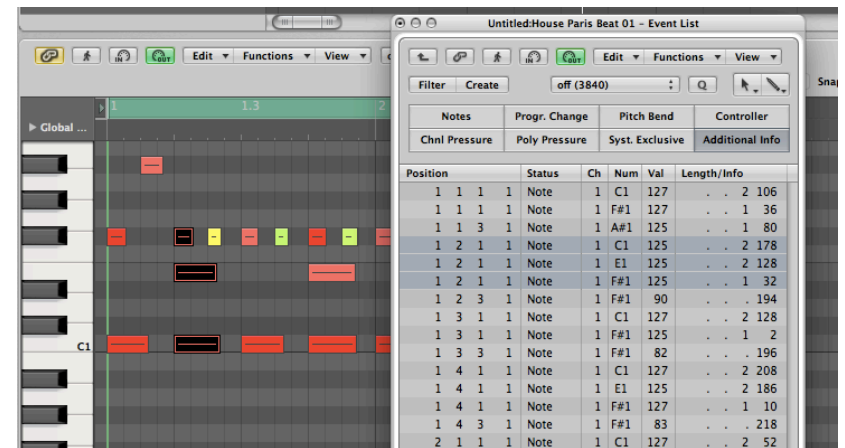 Untitled:House Paris Beat 01 – Event List
IN OUT Edit Functions View
IN OUT Edit Functions View
Filter Create off (3840) Q
Snap
1 1.3 2
Global ...
Notes Progr. Change Pitch Bend Controller
Chnl Pressure Poly Pressure Syst. Exclusive Additional Info
Position Status Ch Num Val Length/Info
1 1 1 1 Note 1 C1 127 . . 2 106
1 1 1 1 Note 1 F#1 127 . . 1 36
1 1 3 1 Note 1 A#1 125 . . 1 80
1 2 1 1 Note 1 C1 125 . . 2 178
1 2 1 1 Note 1 E1 125 . . 2 128
1 2 1 1 Note 1 F#1 125 . . 1 32
1 2 3 1 Note 1 F#1 90 . . . 194
1 3 1 1 Note 1 C1 127 . . 2 128
1 3 1 1 Note 1 F#1 125 . . 1 2
1 3 3 1 Note 1 F#1 82 . . . 196
1 4 1 1 Note 1 C1 127 . . 2 208
1 4 1 1 Note 1 E1 125 . . 2 186
1 4 1 1 Note 1 F#1 127 . . 1 10
1 4 3 1 Note 1 F#1 83 . . . 218
2 1 1 1 Note 1 C1 127 . . 2 52
C1